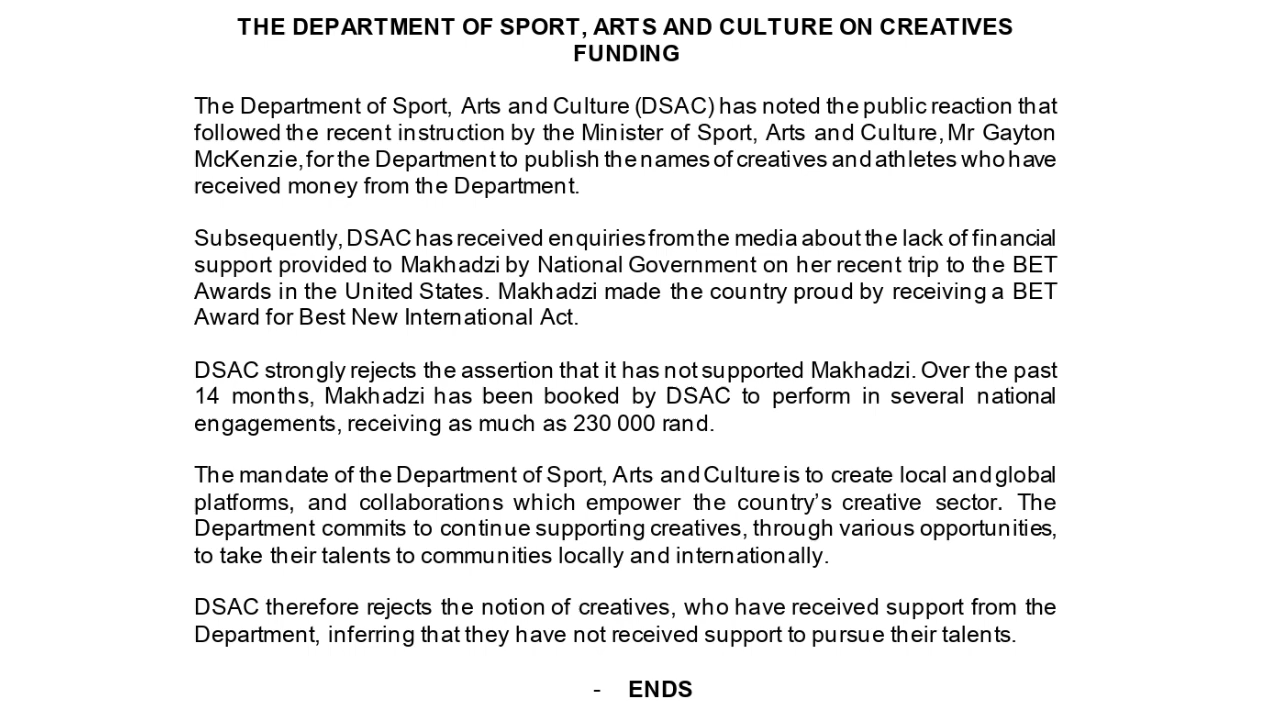 THE DEPARTMENT OF SPORT, ARTS AND CULTURE ON CREATIVES
FUNDING
The Department of Sport, Arts and Culture (DSAC) has noted the public reaction that
followed the recent instruction by the Minister of Sport, Arts and Culture, Mr Gayton
McKenzie, for the Department to publish the names of creatives and athletes who have
received money from the Department.
Subsequently, DSAC has received enquiries from the media about the lack of financial
support provided to Makhadzi by National Government on her recent trip to the BET
Awards in the United States. Makhadzi made the country proud by receiving a BET
Award for Best New International Act.
DSAC strongly rejects the assertion that it has not supported Makhadzi. Over the past
14 months, Makhadzi has been booked by DSAC to perform in several national
engagements, receiving as much as 230 000 rand.
The mandate of the Department of Sport, Arts and Culture is to create local and global
platforms, and collaborations which empower the country's creative sector. The
Department commits to continue supporting creatives, through various opportunities,
to take their talents to communities locally and internationally.
DSAC therefore rejects the notion of creatives, who have received support from the
Department, inferring that they have not received support to pursue their talents.
- ENDS